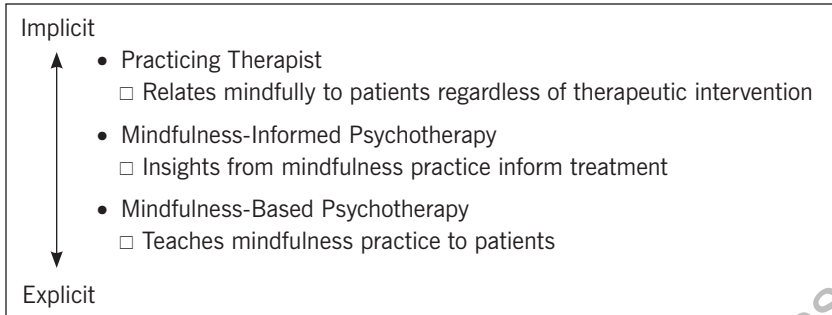 Implicit
• Practicing Therapist
□ Relates mindfully to patients regardless of therapeutic intervention
• Mindfulness-Informed Psychotherapy
□ Insights from mindfulness practice inform treatment
• Mindfulness-Based Psychotherapy
□ Teaches mindfulness practice to patients
Explicit